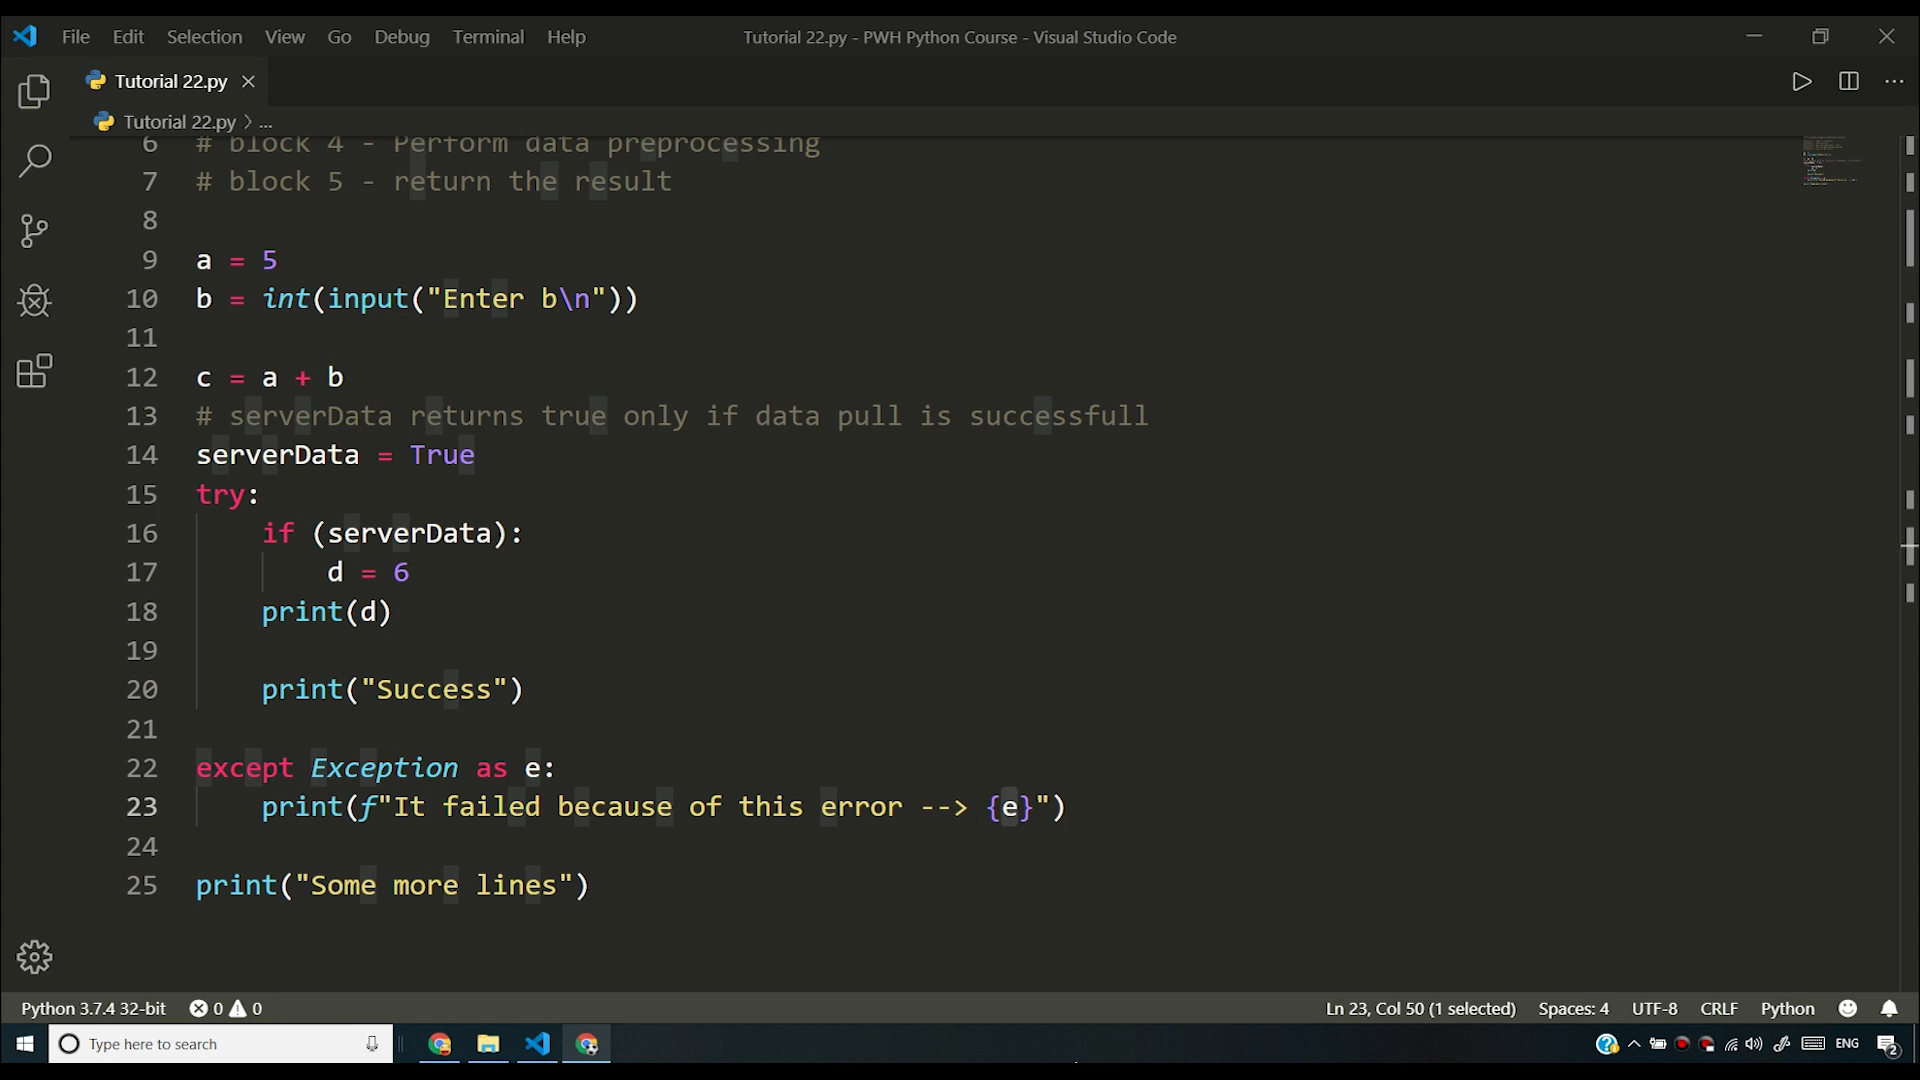 File Edit Selection View Go Debug Terminal Help
Tutorial 22.py - PWH Python Course - Visual Studio Code
Tutorial 22.py
Tutorial 22.py > ...
6 # block 4 - Perform data preprocessing
7 # block 5 - return the result
8
9 a = 5
10 b = int(input("Enter b\n"))
11
12 c = a + b
13 # serverData returns true only if data pull is successfull
14 serverData = True
15 try:
16 if (serverData):
17 d = 6
18 print(d)
19
20 print("Success")
21
22 except Exception as e:
23 print(f"It failed because of this error --> {e}")
24
25 print("Some more lines")
Python 3.7.4 32-bit 0 0 Ln 23, Col 50 (1 selected) Spaces: 4 UTF-8 CRLF Python
Type here to search ENG 2